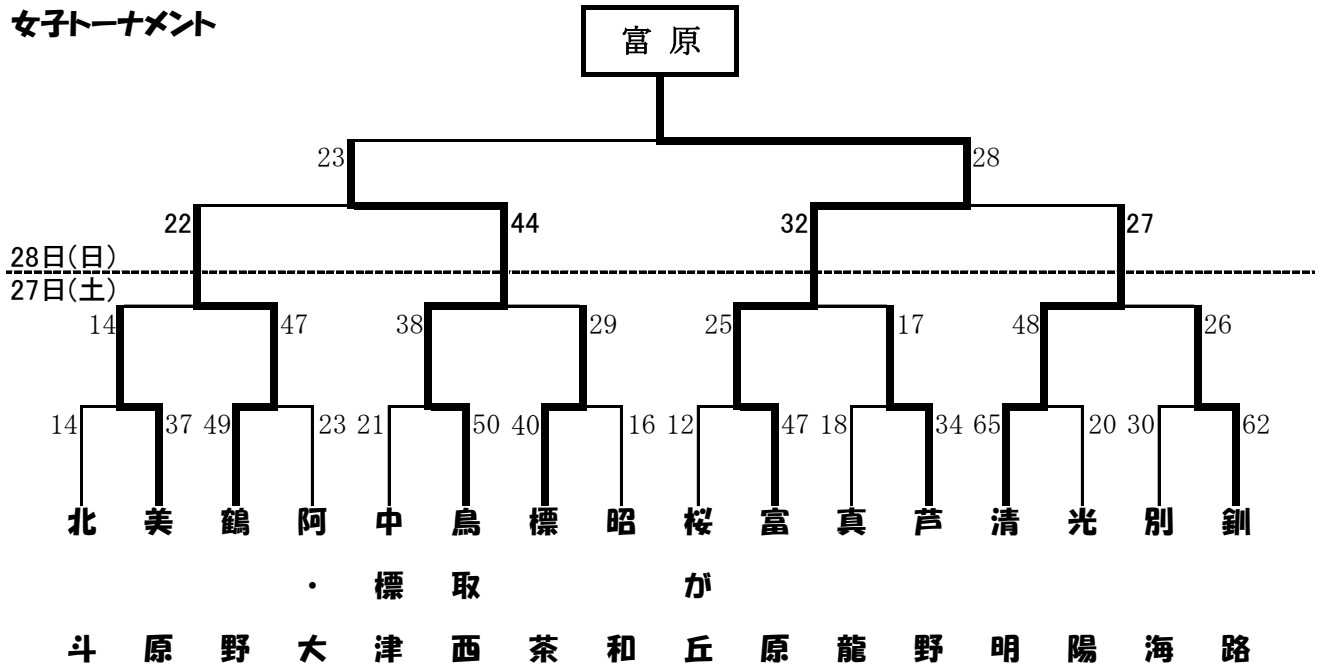 女子トーナメント
富原
23 28
22 44 32 27
28日(日)
27日(土)
14 47 38 29 25 17 48 26
14 37 49 23 21 50 40 16 12 47 18 34 65 20 30 62
北斗
美原
鶴野
阿・大
中標津
鳥取西
標茶
昭和
桜が丘
富原
真龍
芦野
清明
光陽
別海
釧路